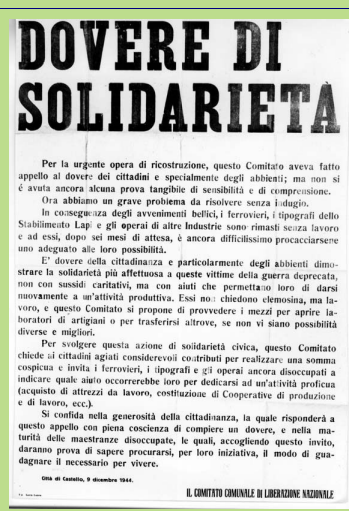 DOVERE DI
SOLIDARIETÀ
Per la urgente opera di ricostruzione, questo Comitato aveva fatto
appello al dovere dei cittadini e specialmente degli abbienti; ma non si
è avuta ancora alcuna prova tangibile di sensibilità e di comprensione.
Ora abbiamo un grave problema da risolvere senza indugio.
In conseguenza degli avvenimenti bellici, i ferrovieri, i tipografi dello
Stabilimento Lapi e gli operai di altre Industrie sono rimasti senza lavoro
e ad essi, dopo sei mesi di attesa, è ancora difficilissimo procacciarsene
uno adeguato alle loro possibilità.
E' dovere della cittadinanza e particolarmente degli abbienti dimo-
strare la solidarietà più affettuosa a queste vittime della guerra deprecata,
non con sussidi caritativi, ma con aiuti che permettano loro di darsi
nuovamente a un'attività produttiva. Essi non chiedono elemosina, ma la-
voro, e questo Comitato si propone di provvedere i mezzi per aprire la-
boratori di artigiani o per trasferirsi altrove, se non vi siano possibilità
diverse e migliori.
Per svolgere questa azione di solidarietà civica, questo Comitato
chiede ai cittadini agiati considerevoli contributi per realizzare una somma
cospicua e invita i ferrovieri, i tipografi e gli operai ancora disoccupati a
indicare quale aiuto occorrerebbe loro per dedicarsi ad un'attività proficua
(acquisto di attrezzi da lavoro, costituzione di Cooperative di produzione
e di lavoro, ecc.).
Si confida nella generosità della cittadinanza, la quale risponderà a
questo appello con piena coscienza di compiere un dovere, e nella ma-
turità delle maestranze disoccupate, le quali, accogliendo questo invito,
daranno prova di sapere procurarsi, per loro iniziativa, il modo di gua-
dagnare il necessario per vivere.
Città di Castello, 9 dicembre 1944.
IL COMITATO COMUNALE DI LIBERAZIONE NAZIONALE